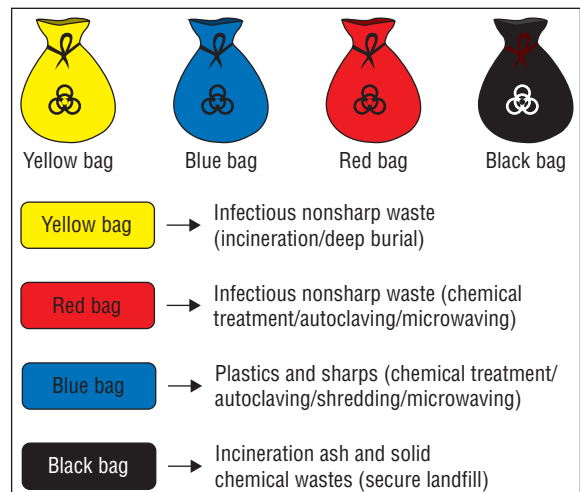 Yellow bag Blue bag Red bag Black bag
Yellow bag Infectious nonsharp waste
(incineration/deep burial)
Red bag Infectious nonsharp waste (chemical
treatment/autoclaving/microwaving)
Blue bag Plastics and sharps (chemical treatment/
autoclaving/shredding/microwaving)
Black bag Incineration ash and solid
chemical wastes (secure landfill)